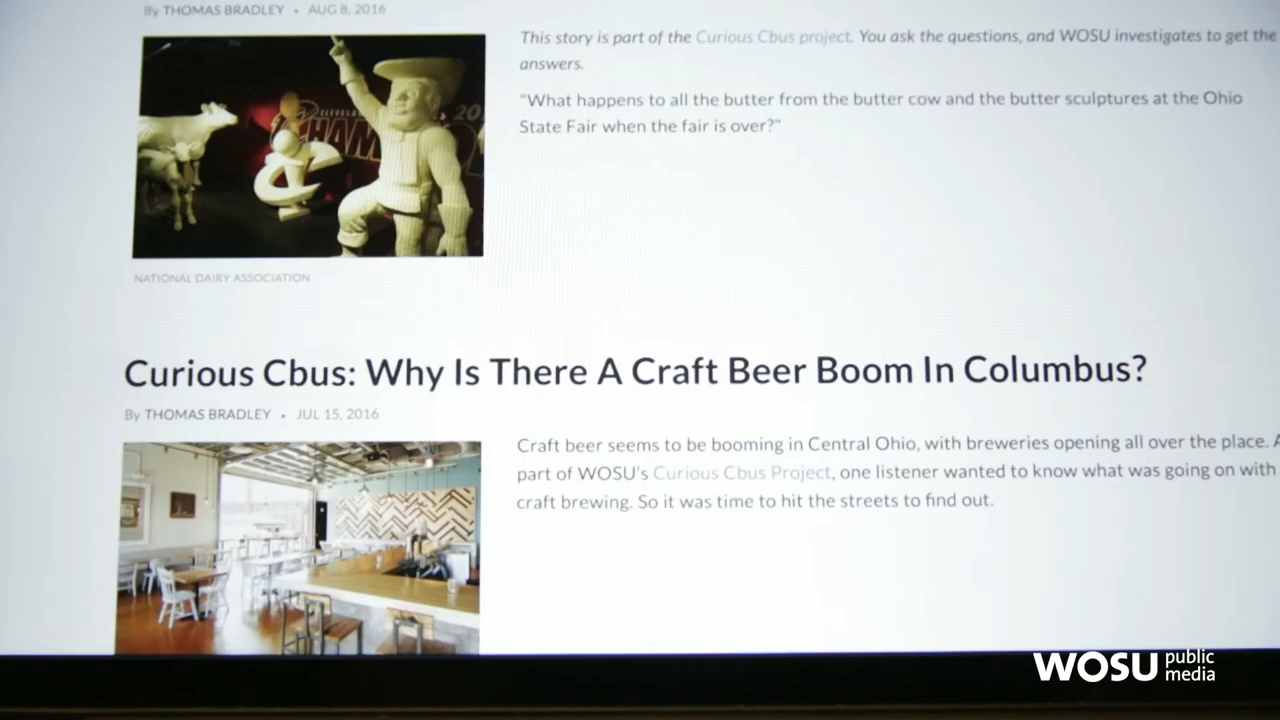 By THOMAS BRADLEY • AUG 8, 2016
This story is part of the Curious Cbus project. You ask the questions, and WOSU investigates to get the
answers.
"What happens to all the butter from the butter cow and the butter sculptures at the Ohio
State Fair when the fair is over?"
20
NATIONAL DAIRY ASSOCIATION
Curious Cbus: Why Is There A Craft Beer Boom In Columbus?
By THOMAS BRADLEY • JUL 15, 2016
Craft beer seems to be booming in Central Ohio, with breweries opening all over the place. A
part of WOSU's Curious Cbus Project, one listener wanted to know what was going on with
craft brewing. So it was time to hit the streets to find out.
WOSU public
media